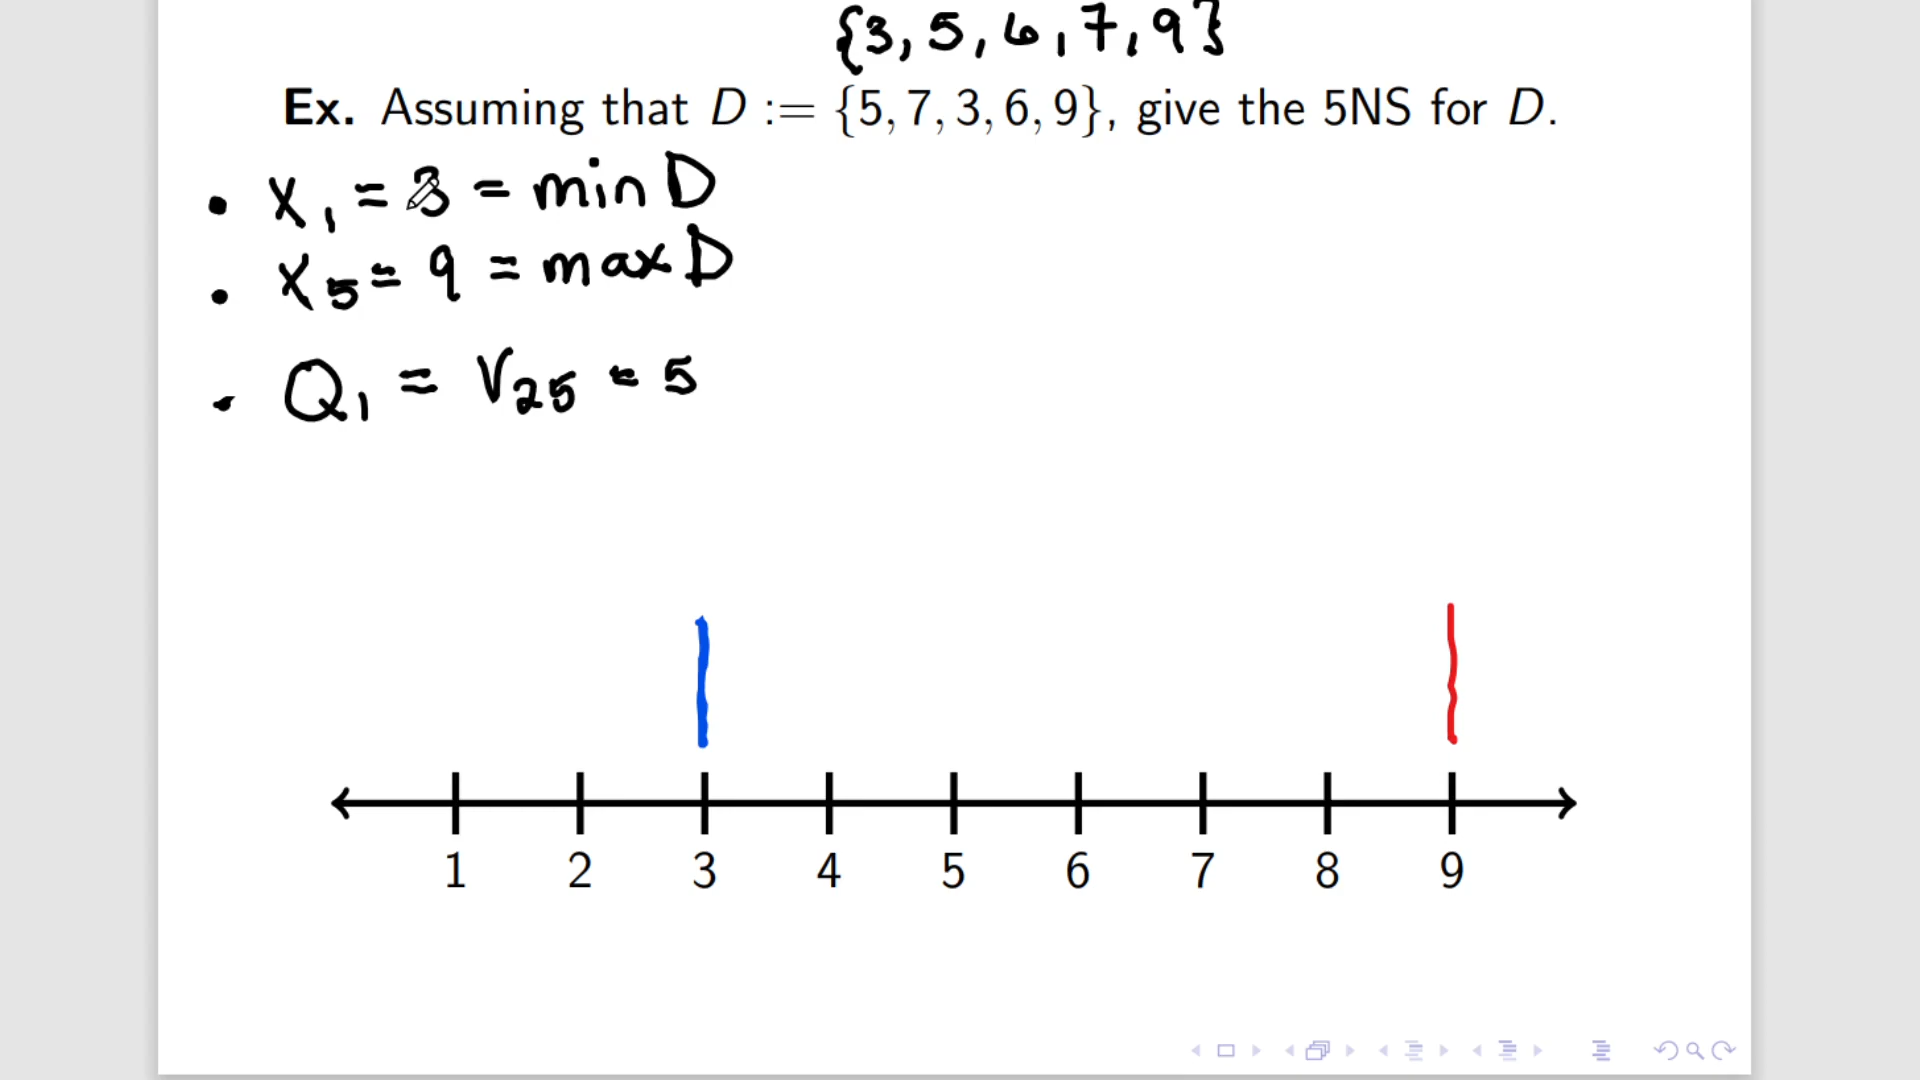 {3, 5, 6, 7, 9}
Ex. Assuming that D := {5, 7, 3, 6, 9}, give the 5NS for D.
• X₁ = 3 = min D
• X₅ = 9 = max D
• Q₁ = V₂₅ = 5
1 2 3 4 5 6 7 8 9